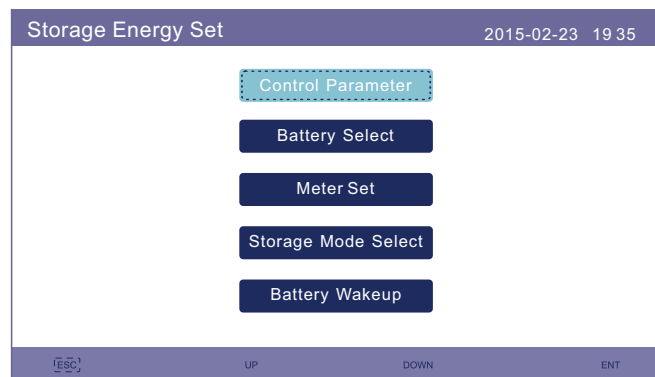 Storage Energy Set
2015-02-23 19 35
Control Parameter
Battery Select
Meter Set
Storage Mode Select
Battery Wakeup
ESC UP DOWN ENT